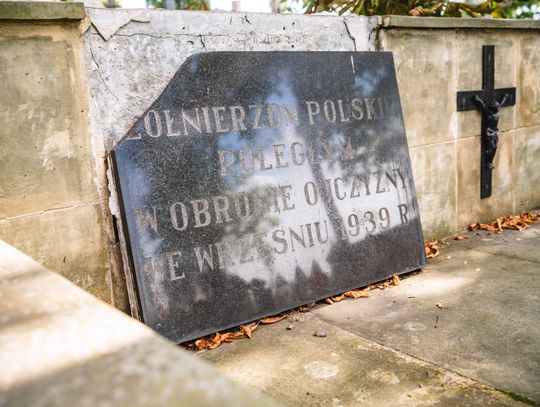 ŻOŁNIERZOM POLSKIM
POLEGŁYM
W OBRONIE OJCZYZNY
WE WRZEŚNIU 1939 R